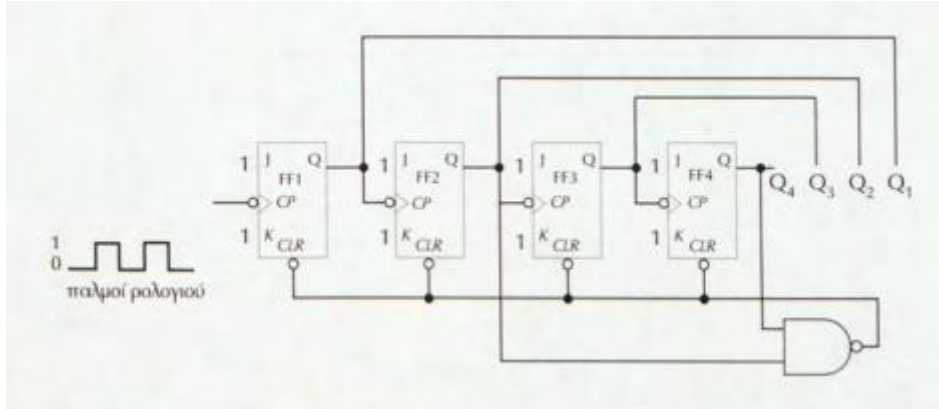 1 J Q 1 J Q 1 J Q 1 J Q
FF1 FF2 FF3 FF4
Q4 Q3 Q2 Q1
CP CP CP CP
1 K CLR 1 K CLR 1 K CLR 1 K CLR
1
0
παλμοί ρολογιού